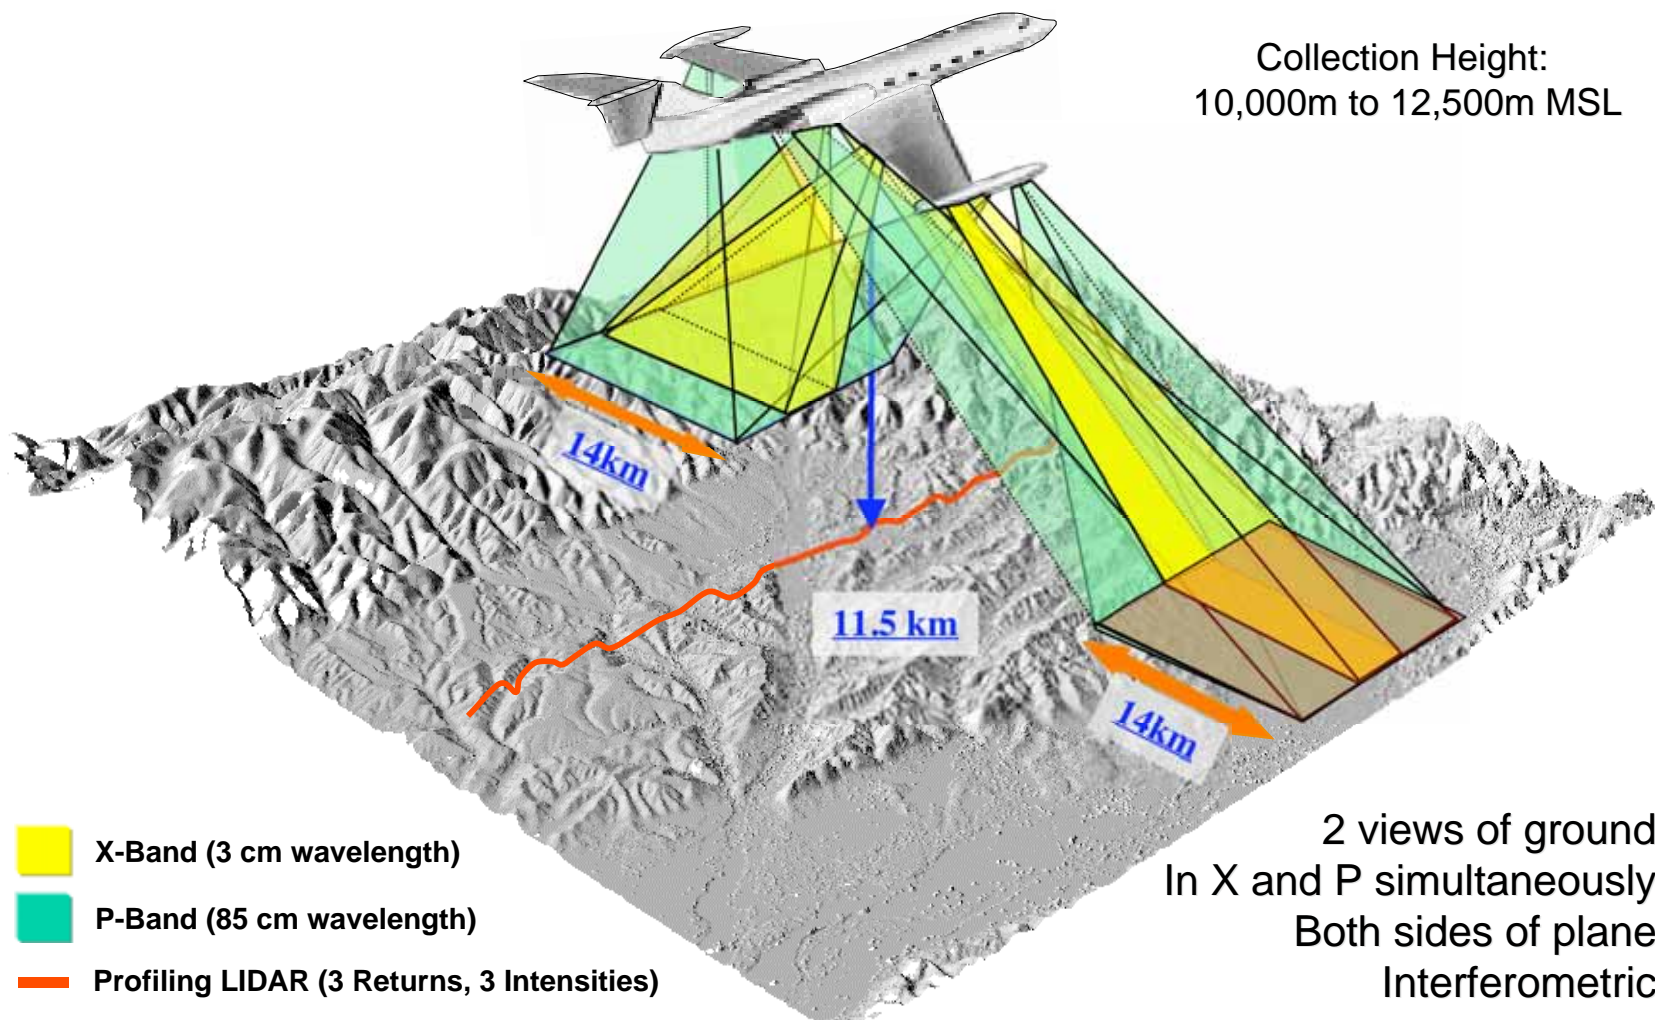 Collection Height:
10,000m to 12,500m MSL
14km
11.5 km
14km
X-Band (3 cm wavelength)
P-Band (85 cm wavelength)
Profiling LIDAR (3 Returns, 3 Intensities)
2 views of ground
In X and P simultaneously
Both sides of plane
Interferometric